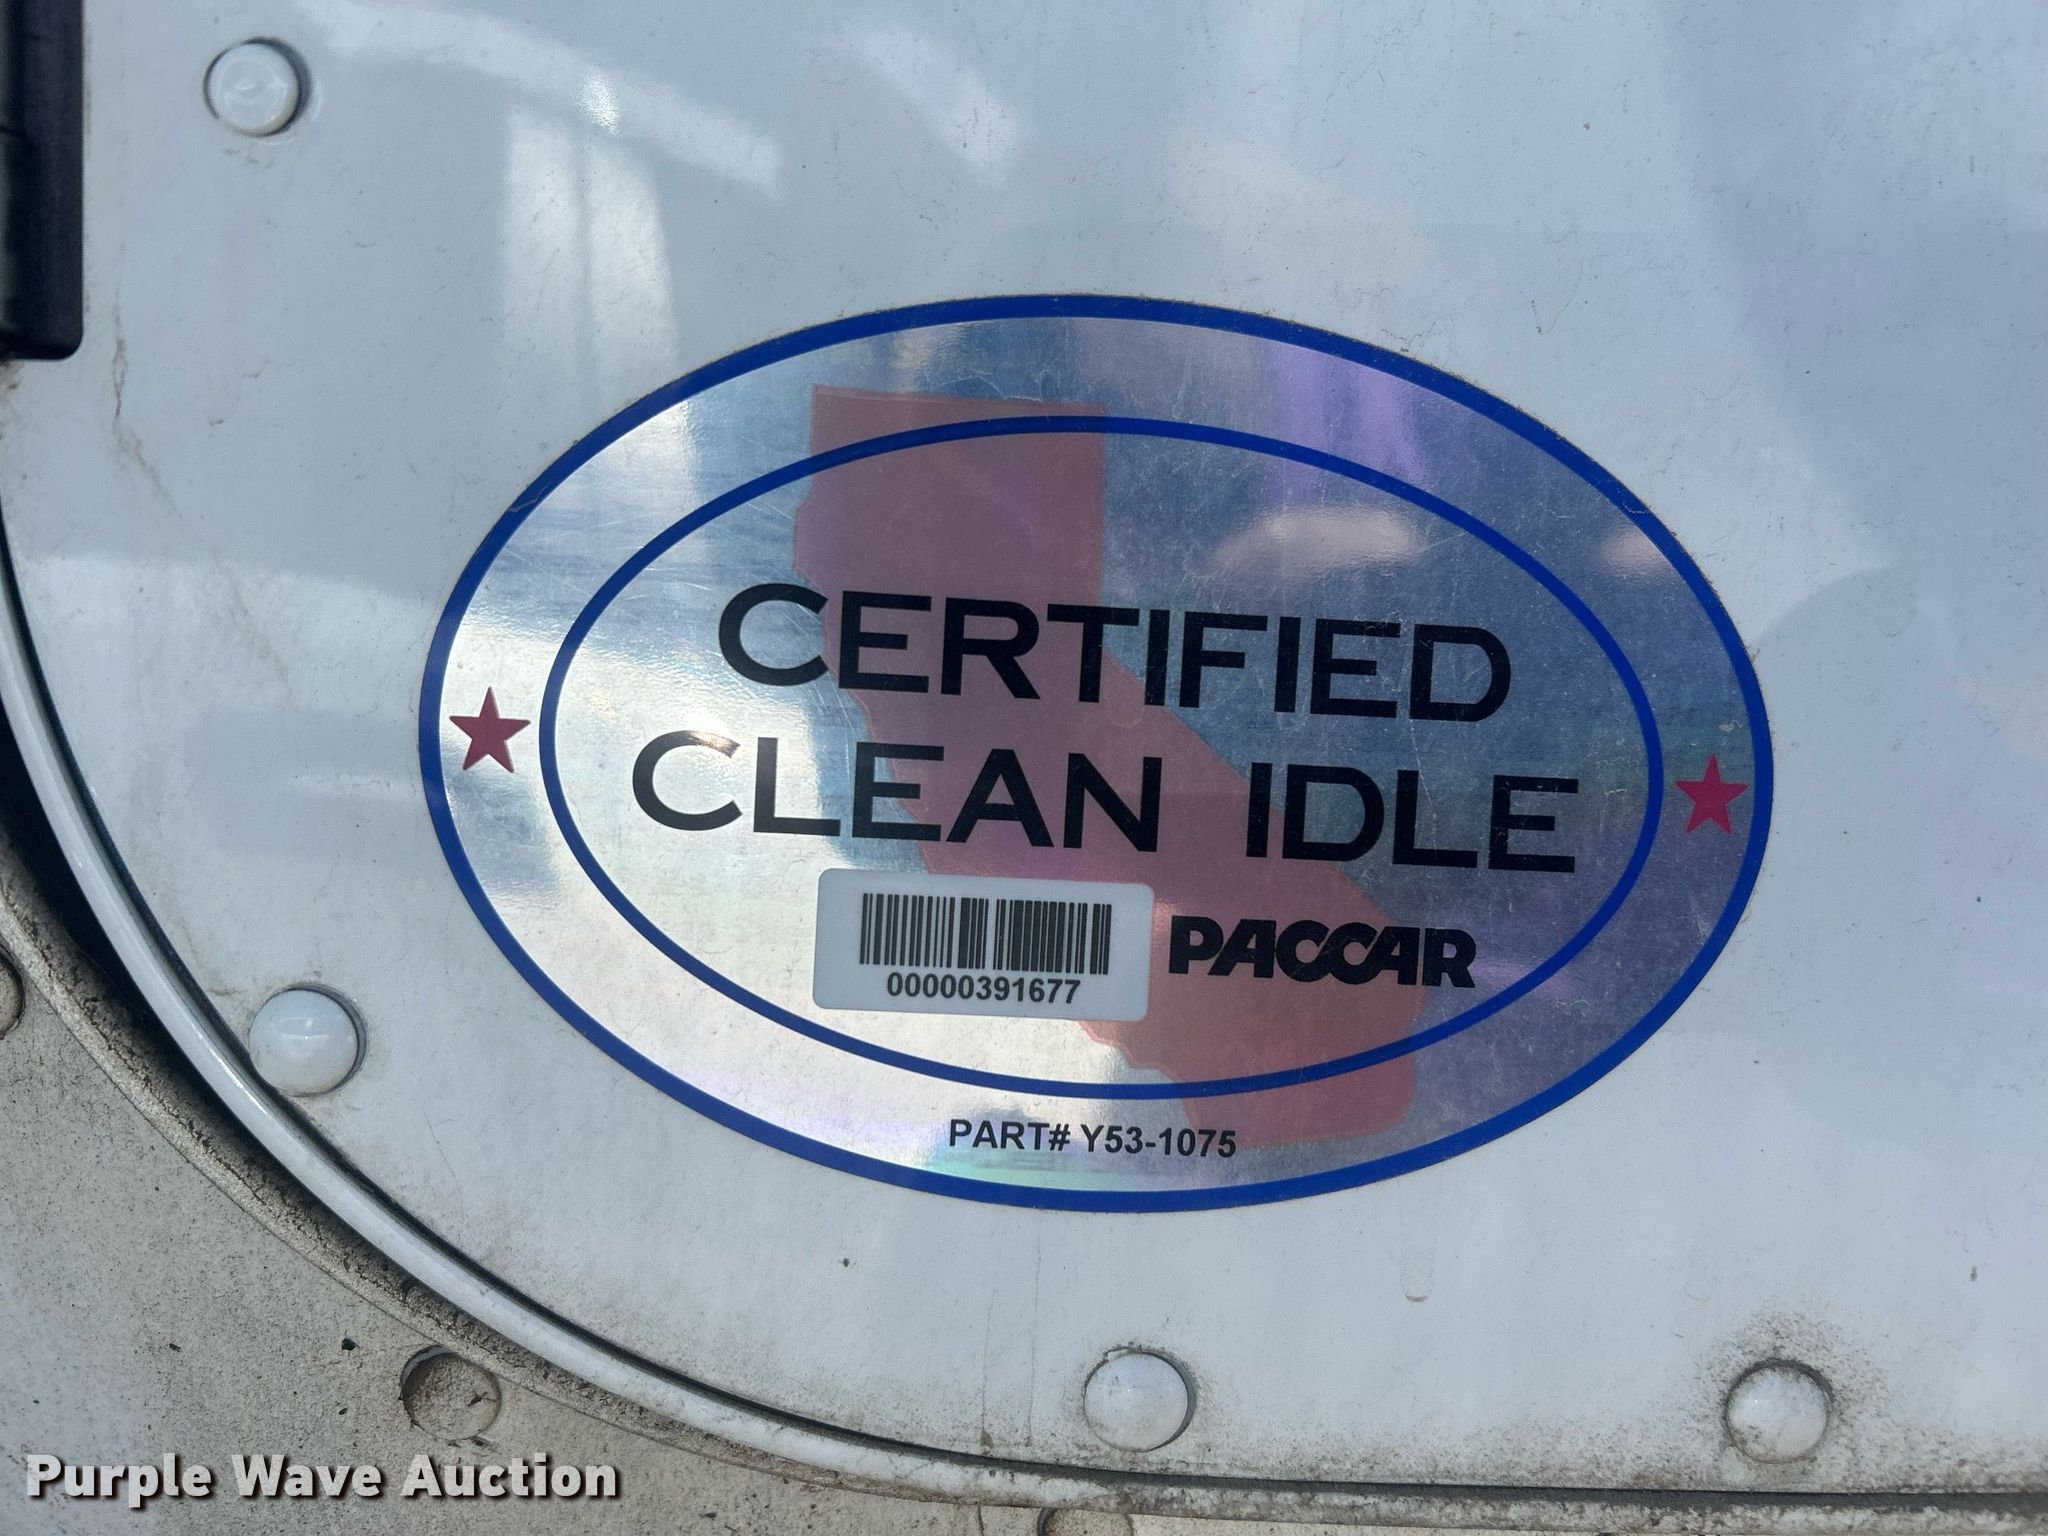 CERTIFIED
CLEAN IDLE
00000391677
PACCAR
PART# Y53-1075
Purple Wave Auction